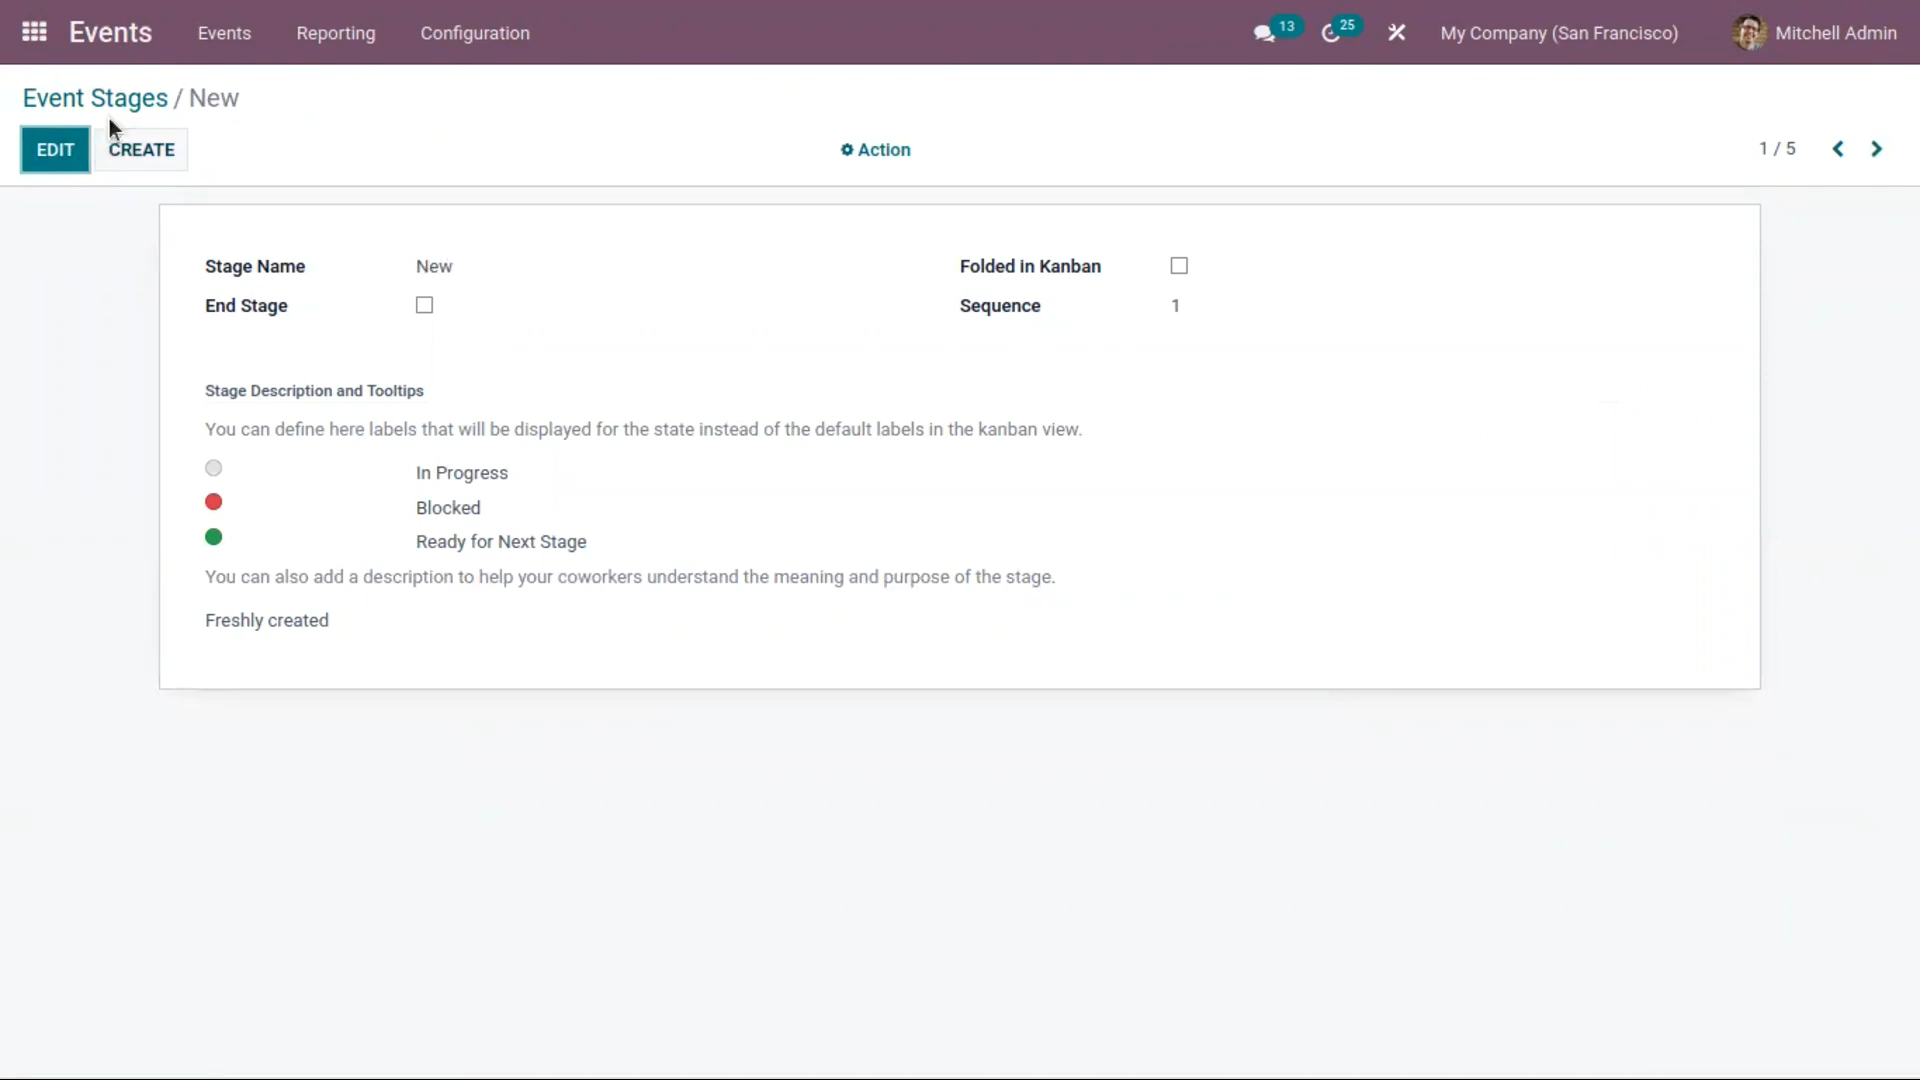 Events Events Reporting Configuration 13 25 My Company (San Francisco) Mitchell Admin
Event Stages / New
EDIT CREATE Action 1 / 5
Stage Name New Folded in Kanban
End Stage Sequence 1
Stage Description and Tooltips
You can define here labels that will be displayed for the state instead of the default labels in the kanban view.
In Progress
Blocked
Ready for Next Stage
You can also add a description to help your coworkers understand the meaning and purpose of the stage.
Freshly created